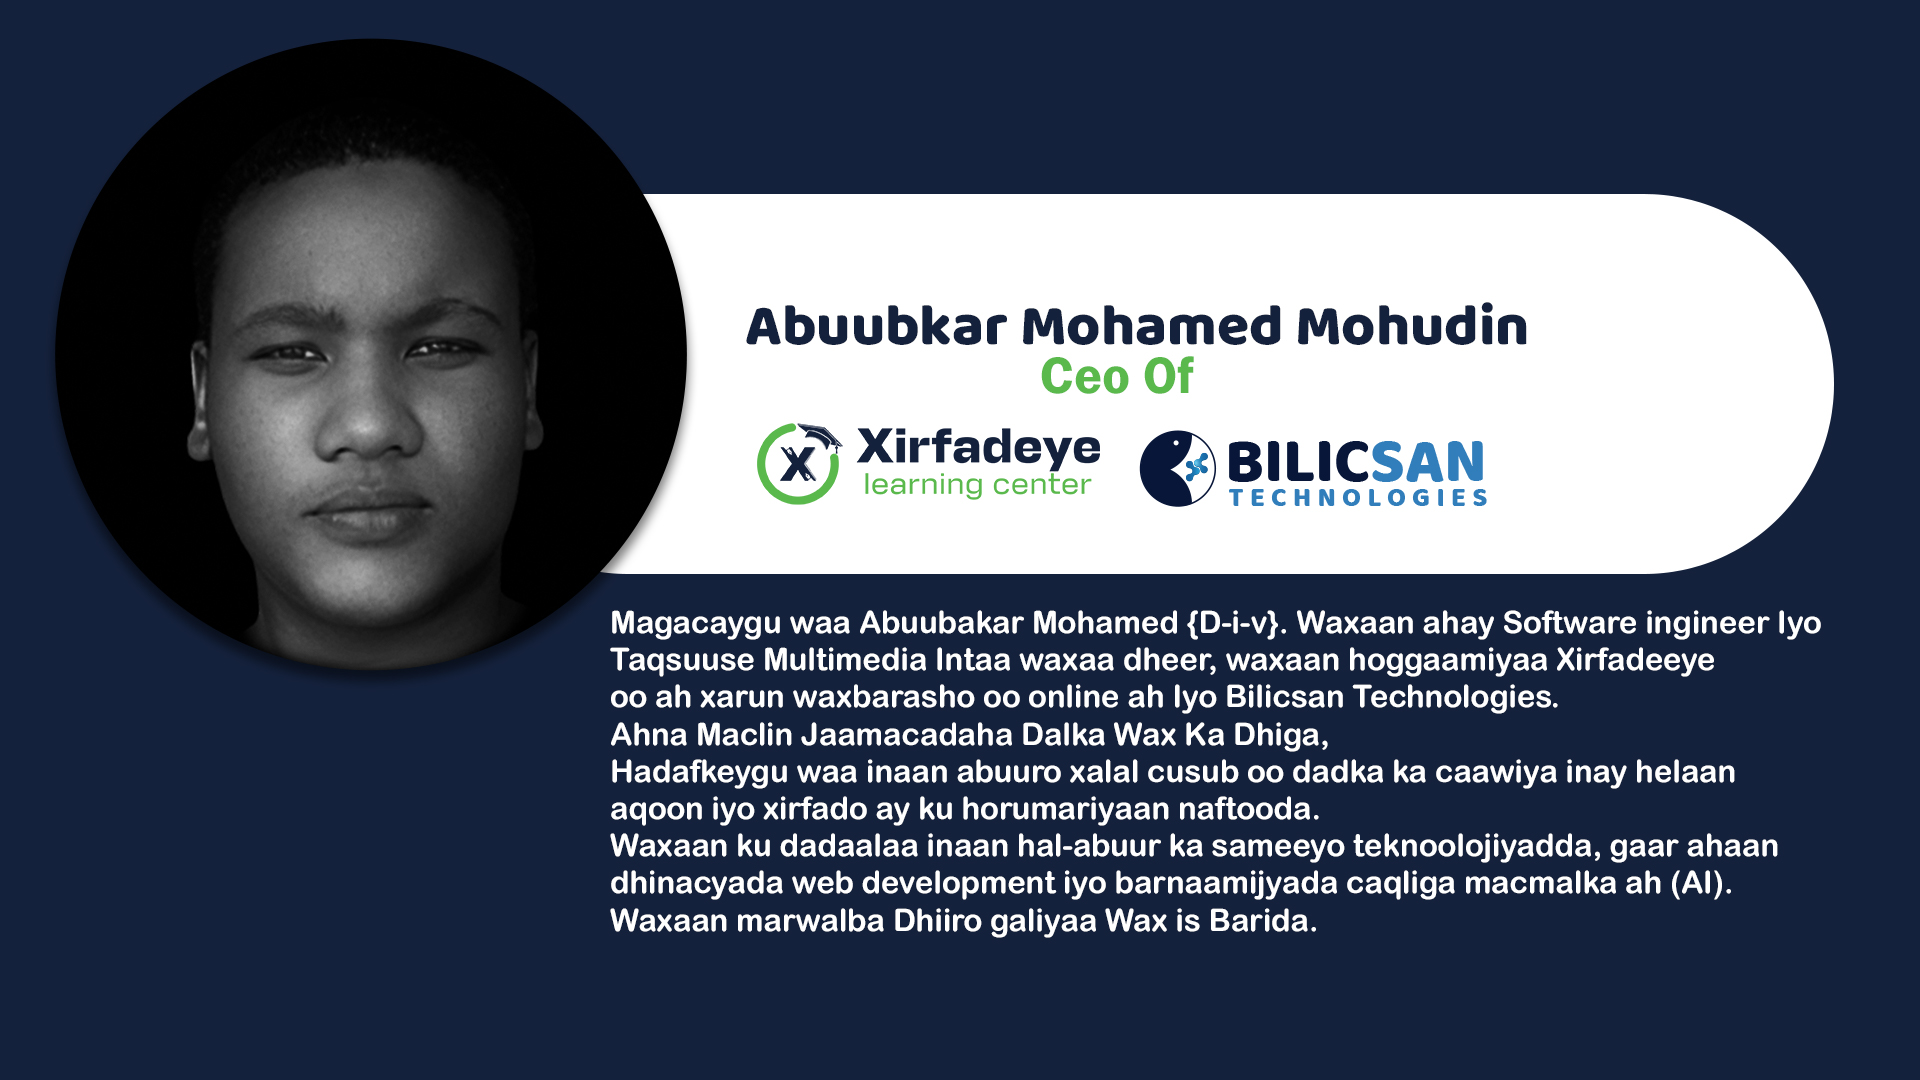 Abuubkar Mohamed Mohudin
Ceo Of
X
Xirfadeye
learning center
BILICSAN
TECHNOLOGIES
Magacaygu waa Abuubakar Mohamed {D-i-v}. Waxaan ahay Software ingineer Iyo
Taqsuuse Multimedia Intaa waxaa dheer, waxaan hoggaamiyaa Xirfadeeye
oo ah xarun waxbarasho oo online ah Iyo Bilicsan Technologies.
Ahna Maclin Jaamacadaha Dalka Wax Ka Dhiga,
Hadafkeygu waa inaan abuuro xalal cusub oo dadka ka caawiya inay helaan
aqoon iyo xirfado ay ku horumariyaan naftooda.
Waxaan ku dadaalaa inaan hal-abuur ka sameeyo teknoolojiyadda, gaar ahaan
dhinacyada web development iyo barnaamijyada caqliga macmalka ah (AI).
Waxaan marwalba Dhiiro galiyaa Wax is Barida.